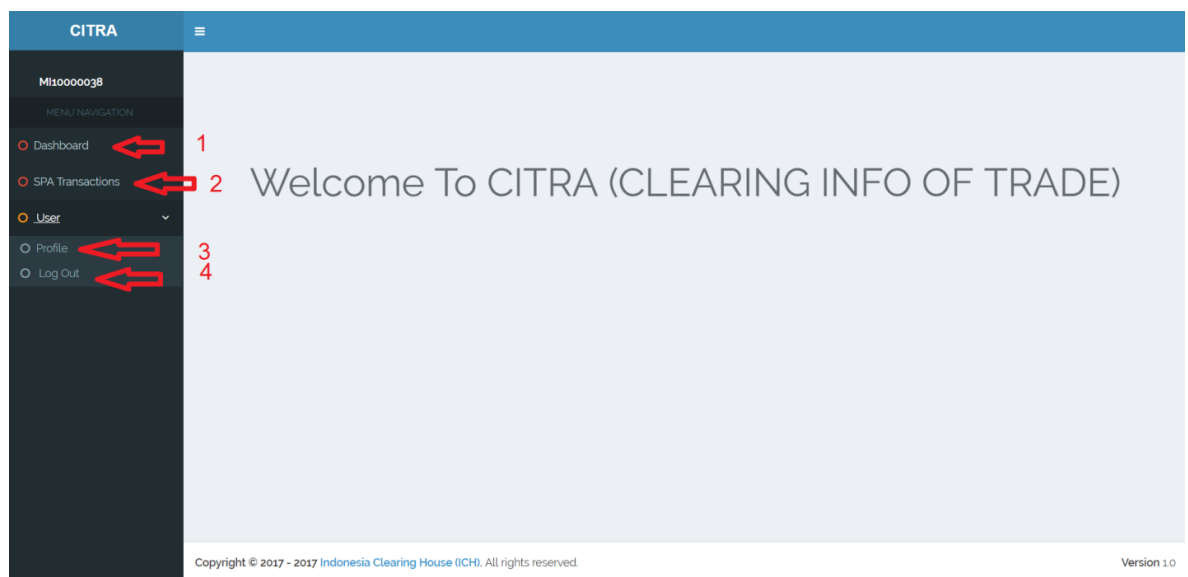 CITRA
MI10000038
MENU NAVIGATION
Dashboard 1
SPA Transactions 2
User
Profile 3
Log Out 4
Welcome To CITRA (CLEARING INFO OF TRADE)
Copyright © 2017 - 2017 Indonesia Clearing House (ICH). All rights reserved. Version 1.0